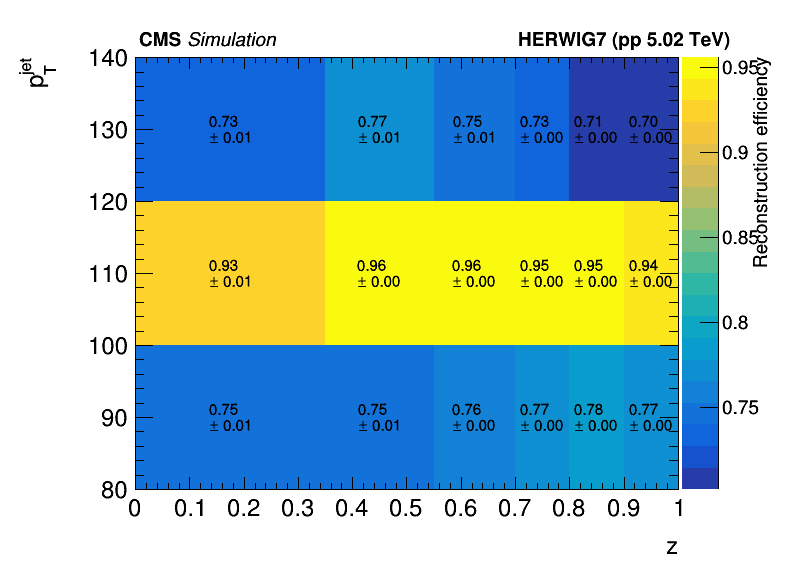 CMS Simulation
HERWIG7 (pp 5.02 TeV)
p_T^jet
140
130
120
110
100
90
80
0.73 ± 0.01
0.77 ± 0.01
0.75 ± 0.01
0.73 ± 0.00
0.71 ± 0.00
0.70 ± 0.00
0.93 ± 0.01
0.96 ± 0.00
0.96 ± 0.00
0.95 ± 0.00
0.95 ± 0.00
0.94 ± 0.00
0.75 ± 0.01
0.75 ± 0.01
0.76 ± 0.00
0.77 ± 0.00
0.78 ± 0.00
0.77 ± 0.00
0 0.1 0.2 0.3 0.4 0.5 0.6 0.7 0.8 0.9 1
z
0.95
0.9
0.85
0.8
0.75
Reconstruction efficiency